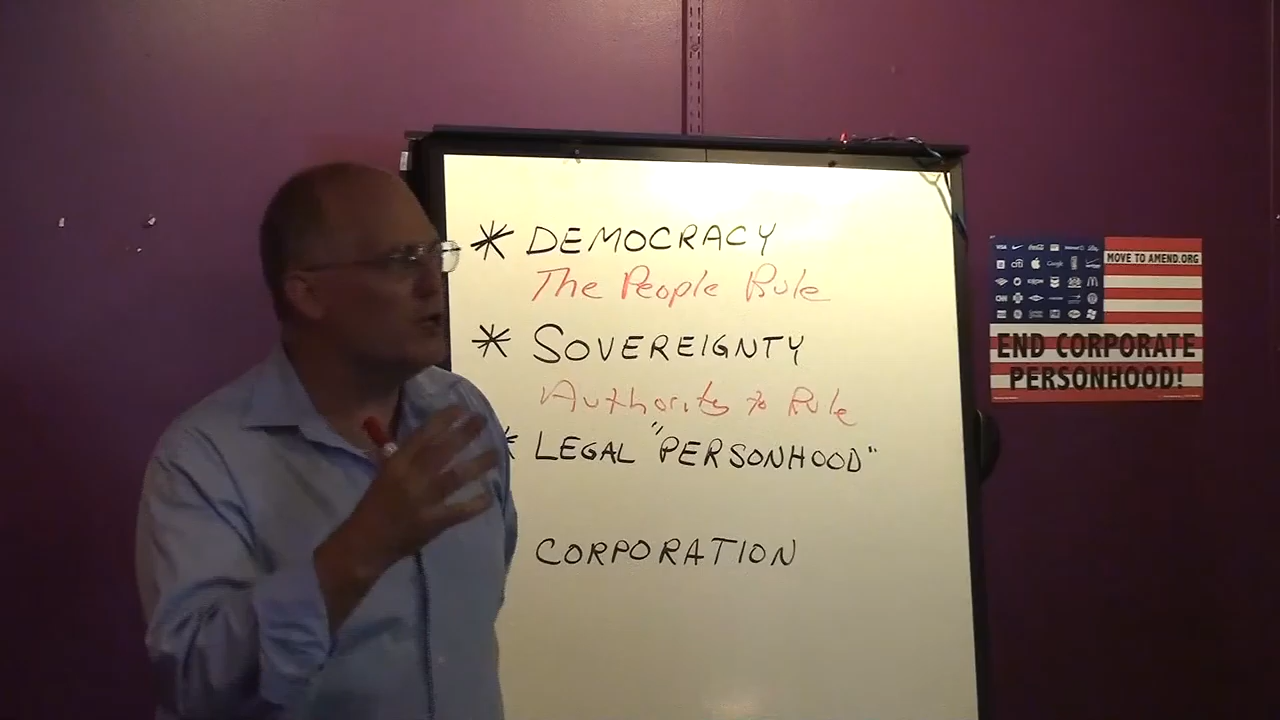 * DEMOCRACY
The People Rule
* SOVEREIGNTY
Authority to Rule
* LEGAL "PERSONHOOD"
CORPORATION
MOVE TO AMEND.ORG
END CORPORATE
PERSONHOOD!